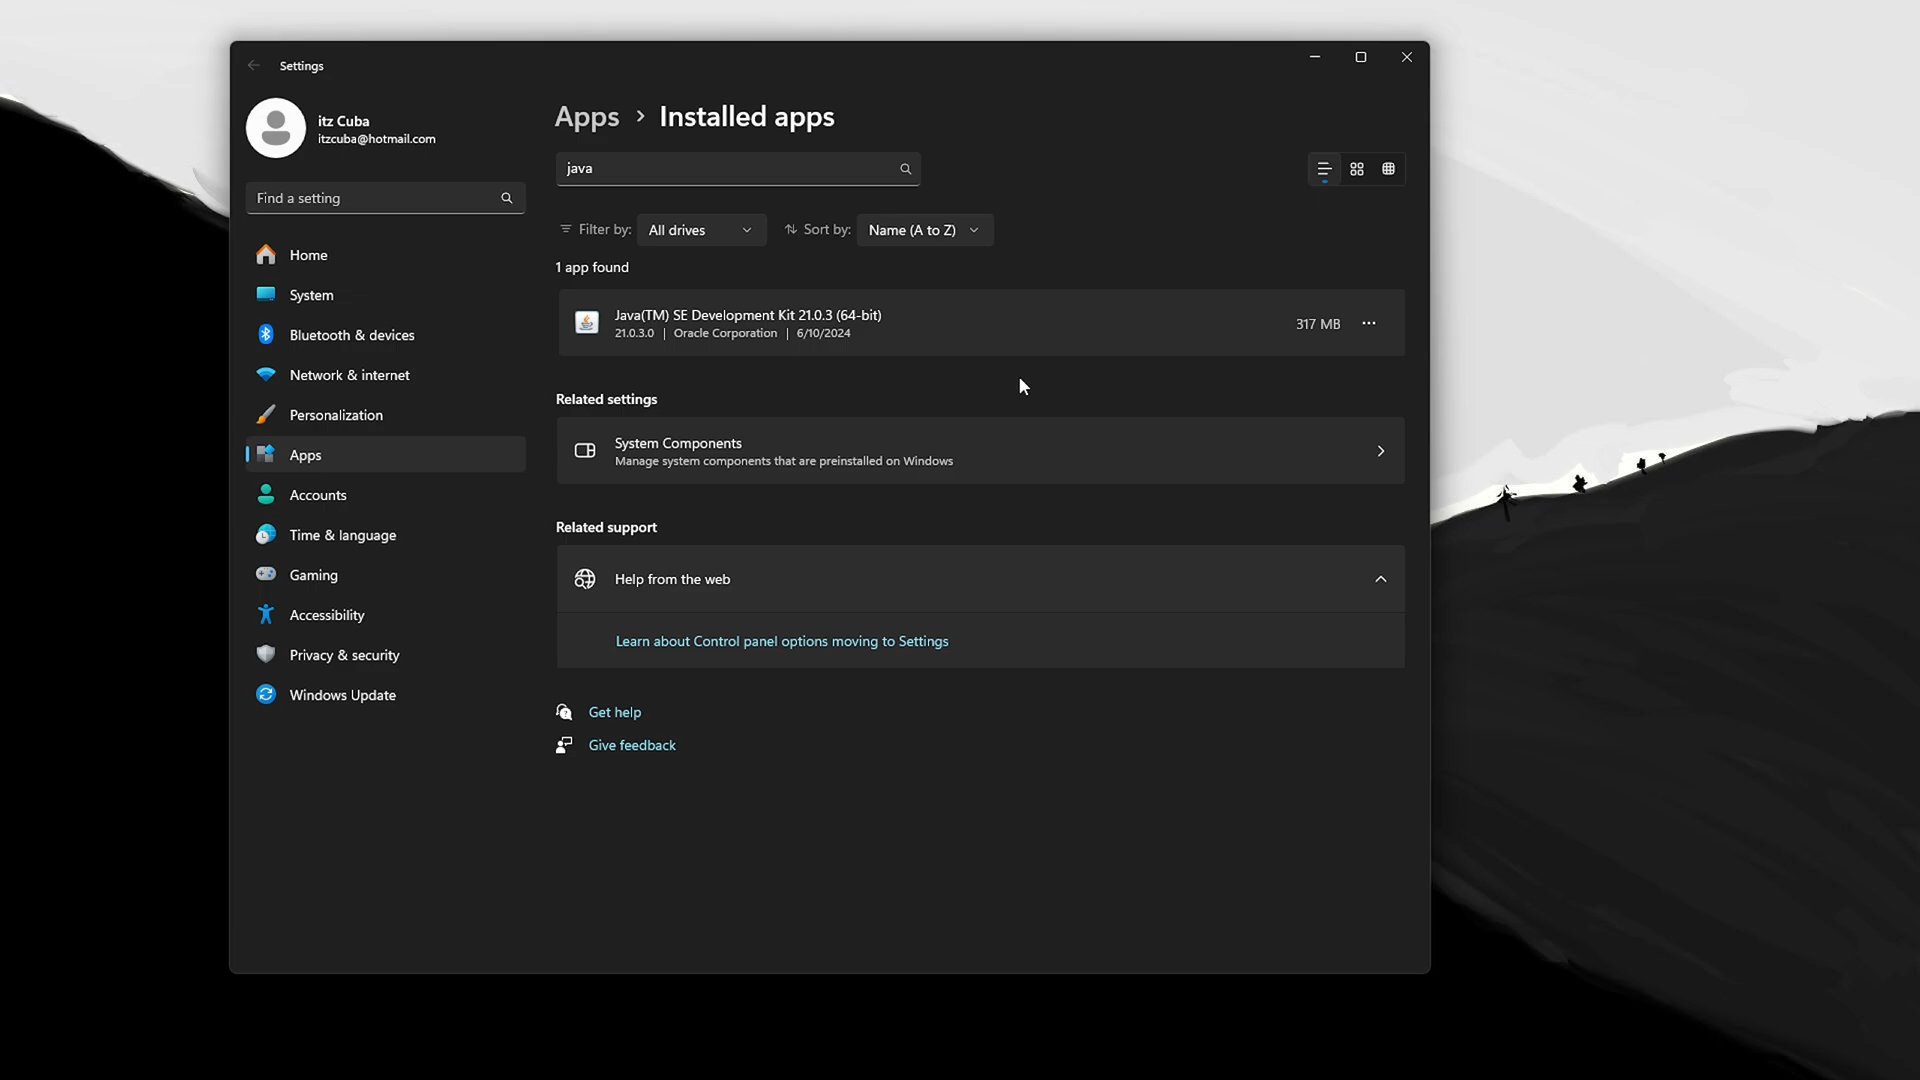 Settings
itz Cuba
itzcuba@hotmail.com
Find a setting
Home
System
Bluetooth & devices
Network & internet
Personalization
Apps
Accounts
Time & language
Gaming
Accessibility
Privacy & security
Windows Update
Apps > Installed apps
java
Filter by: All drives Sort by: Name (A to Z)
1 app found
Java(TM) SE Development Kit 21.0.3 (64-bit)
21.0.3.0 | Oracle Corporation | 6/10/2024
317 MB
Related settings
System Components
Manage system components that are preinstalled on Windows
Related support
Help from the web
Learn about Control panel options moving to Settings
Get help
Give feedback